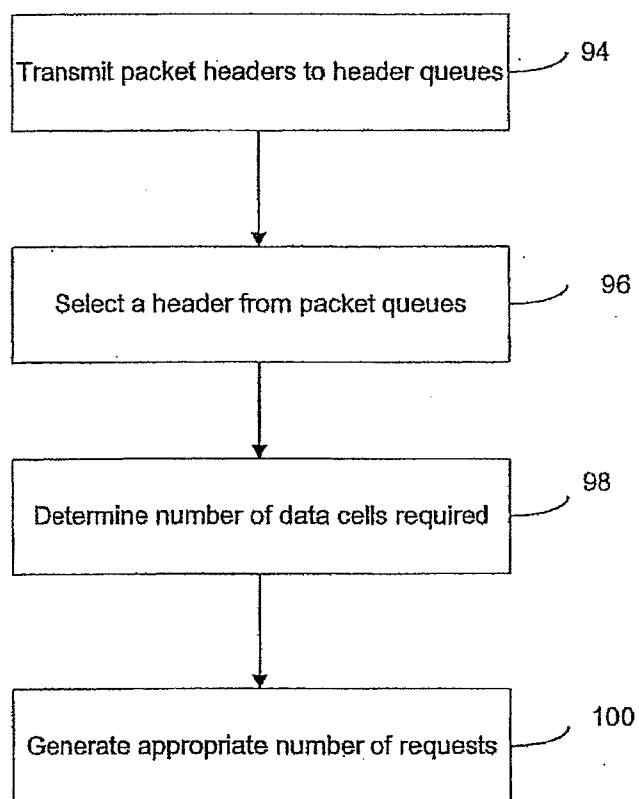 Transmit packet headers to header queues
94
Select a header from packet queues
96
Determine number of data cells required
98
Generate appropriate number of requests
100